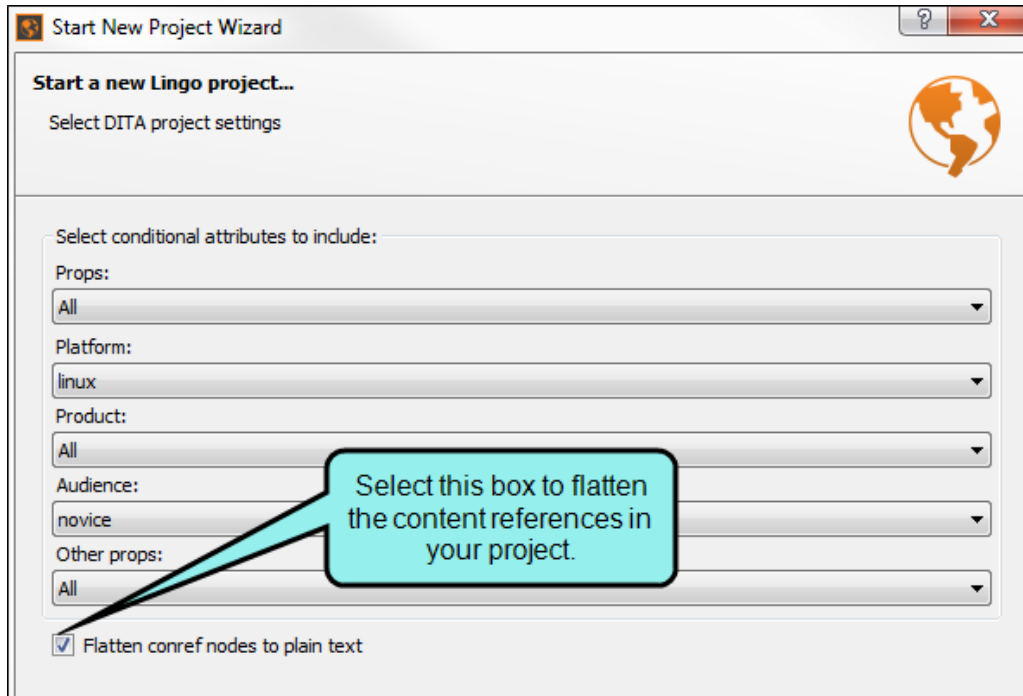 Start New Project Wizard
?
Start a new Lingo project...
Select DITA project settings
Select conditional attributes to include:
Props:
All
Platform:
linux
Product:
All
Select this box to flatten
the content references in
your project.
Audience:
novice
Other props:
All
Flatten conref nodes to plain text